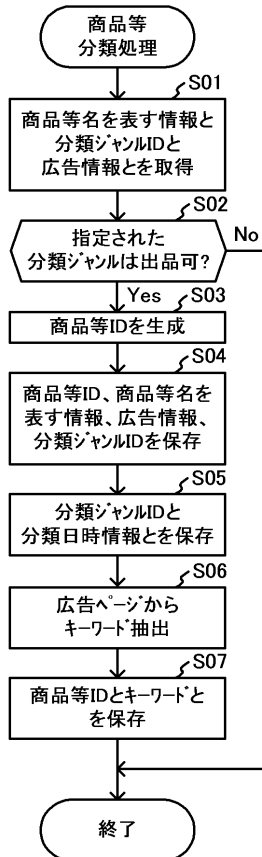 商品等
分類処理
S01
商品等名を表す情報と
分類ジャンルIDと
広告情報とを取得
S02
指定された
分類ジャンルは出品可?
No
Yes
S03
商品等IDを生成
S04
商品等ID、商品等名を
表す情報、広告情報、
分類ジャンルIDを保存
S05
分類ジャンルIDと
分類日時情報とを保存
S06
広告ページから
キーワード抽出
S07
商品等IDとキーワードと
を保存
終了